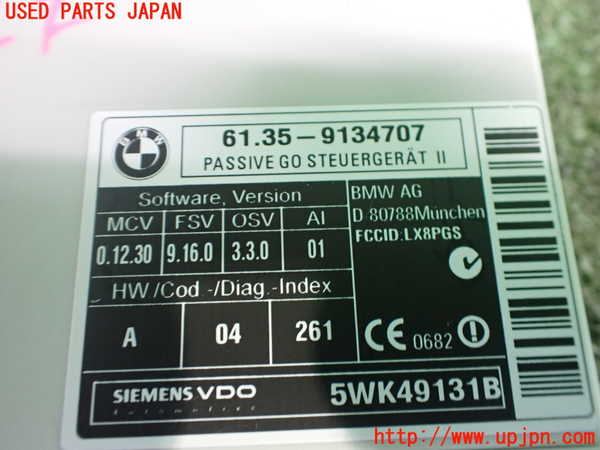 USED PARTS JAPAN
BMW
61.35-9134707
PASSIVE GO STEUERGERÄT II
Software, Version
MCV FSV OSV AI
0.12.30 9.16.0 3.3.0 01
HW/Cod.-/Diag.-Index
A 04 261
BMW AG
D 80788München
FCCID:LX8PGS
CE 0682
SIEMENS VDO
Automotive
5WK49131B
http://www.upjpn.com/